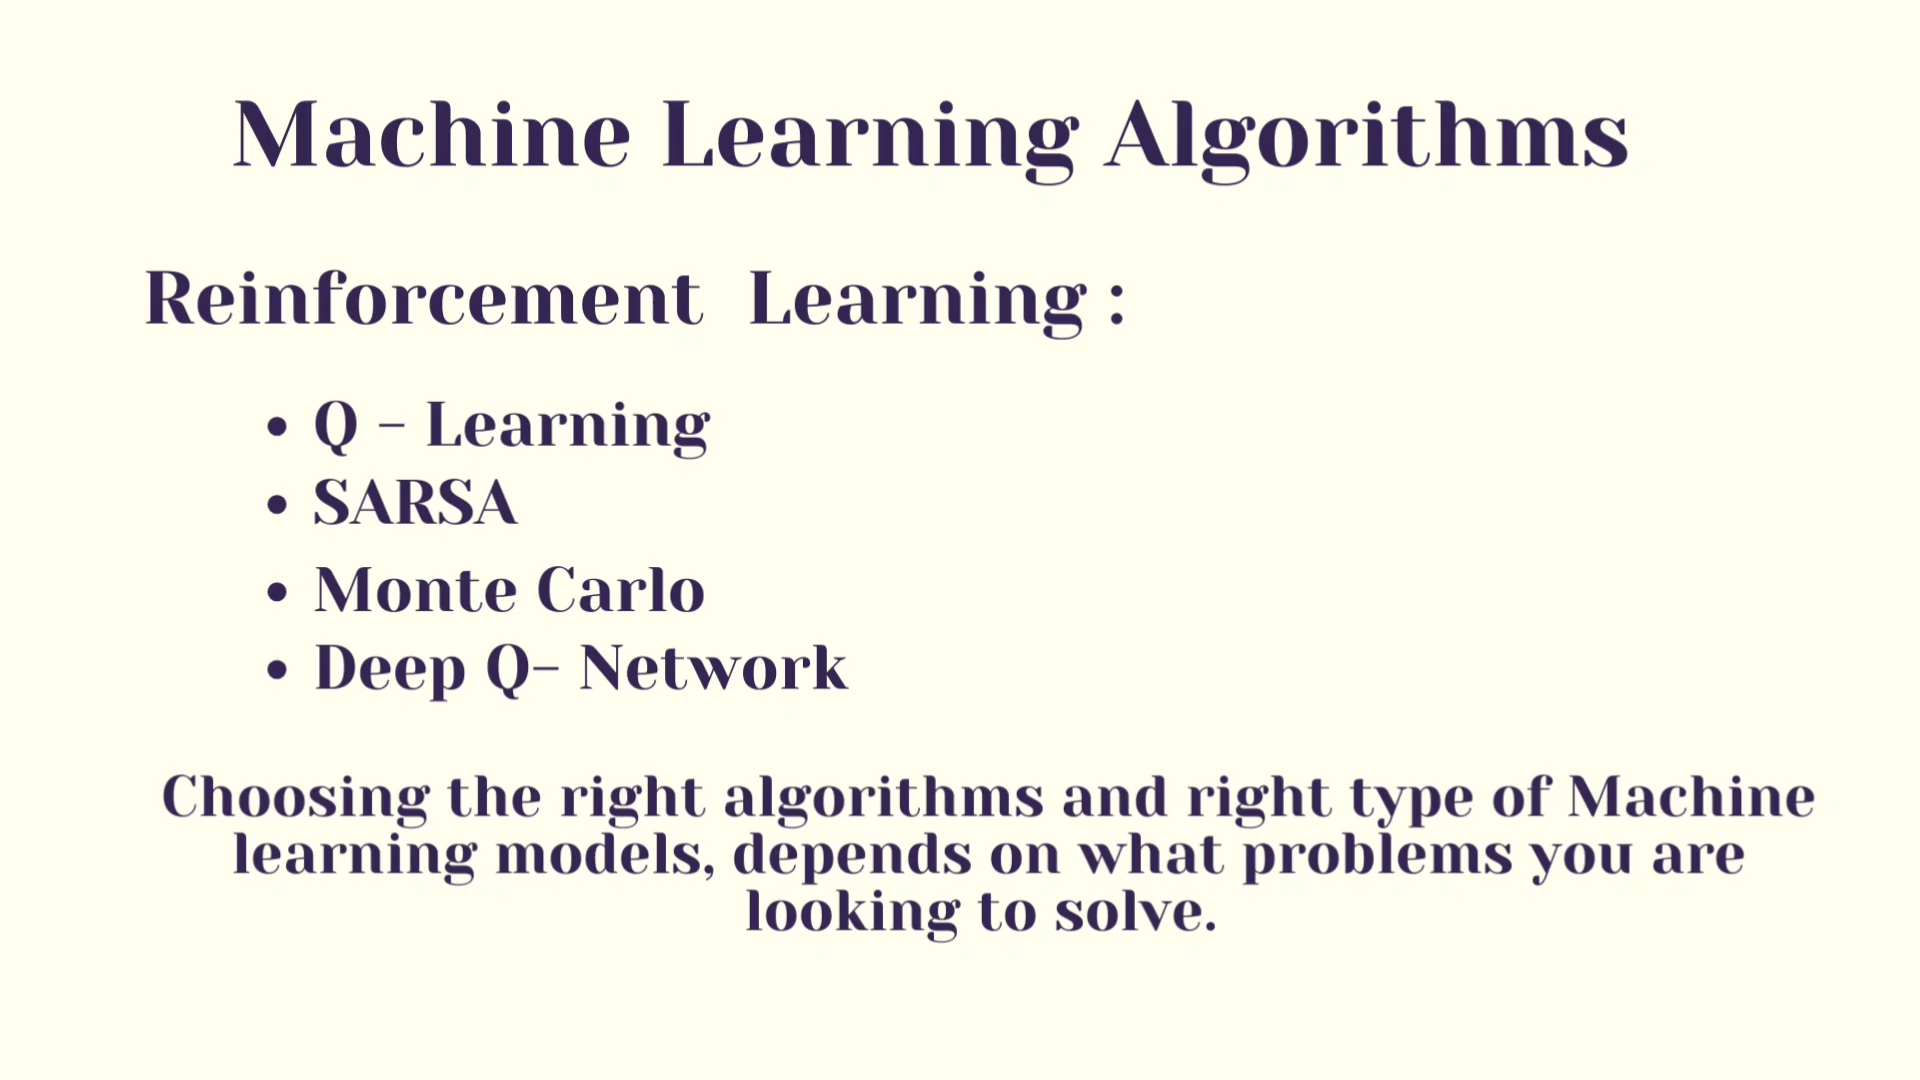 Machine Learning Algorithms
Reinforcement Learning :
• Q - Learning
• SARSA
• Monte Carlo
• Deep Q- Network
Choosing the right algorithms and right type of Machine
learning models, depends on what problems you are
looking to solve.